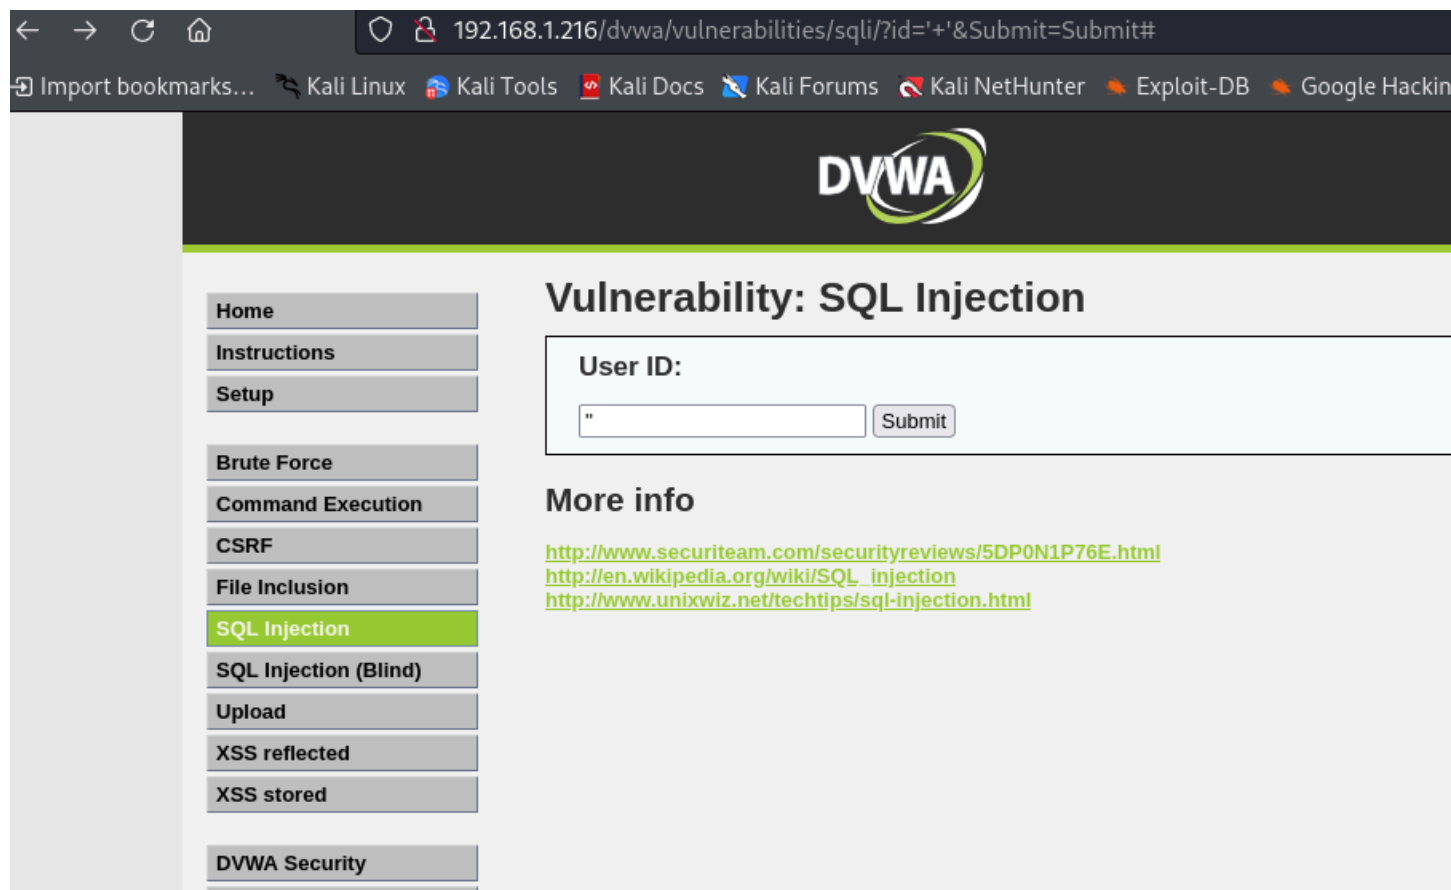 192.168.1.216/dvwa/vulnerabilities/sqli/?id='+'&Submit=Submit#
Import bookmarks... Kali Linux Kali Tools Kali Docs Kali Forums Kali NetHunter Exploit-DB Google Hackin
DVWA
Home
Instructions
Setup
Brute Force
Command Execution
CSRF
File Inclusion
SQL Injection
SQL Injection (Blind)
Upload
XSS reflected
XSS stored
DVWA Security
Vulnerability: SQL Injection
User ID:
" Submit
More info
http://www.securiteam.com/securityreviews/5DP0N1P76E.html
http://en.wikipedia.org/wiki/SQL_injection
http://www.unixwiz.net/techtips/sql-injection.html